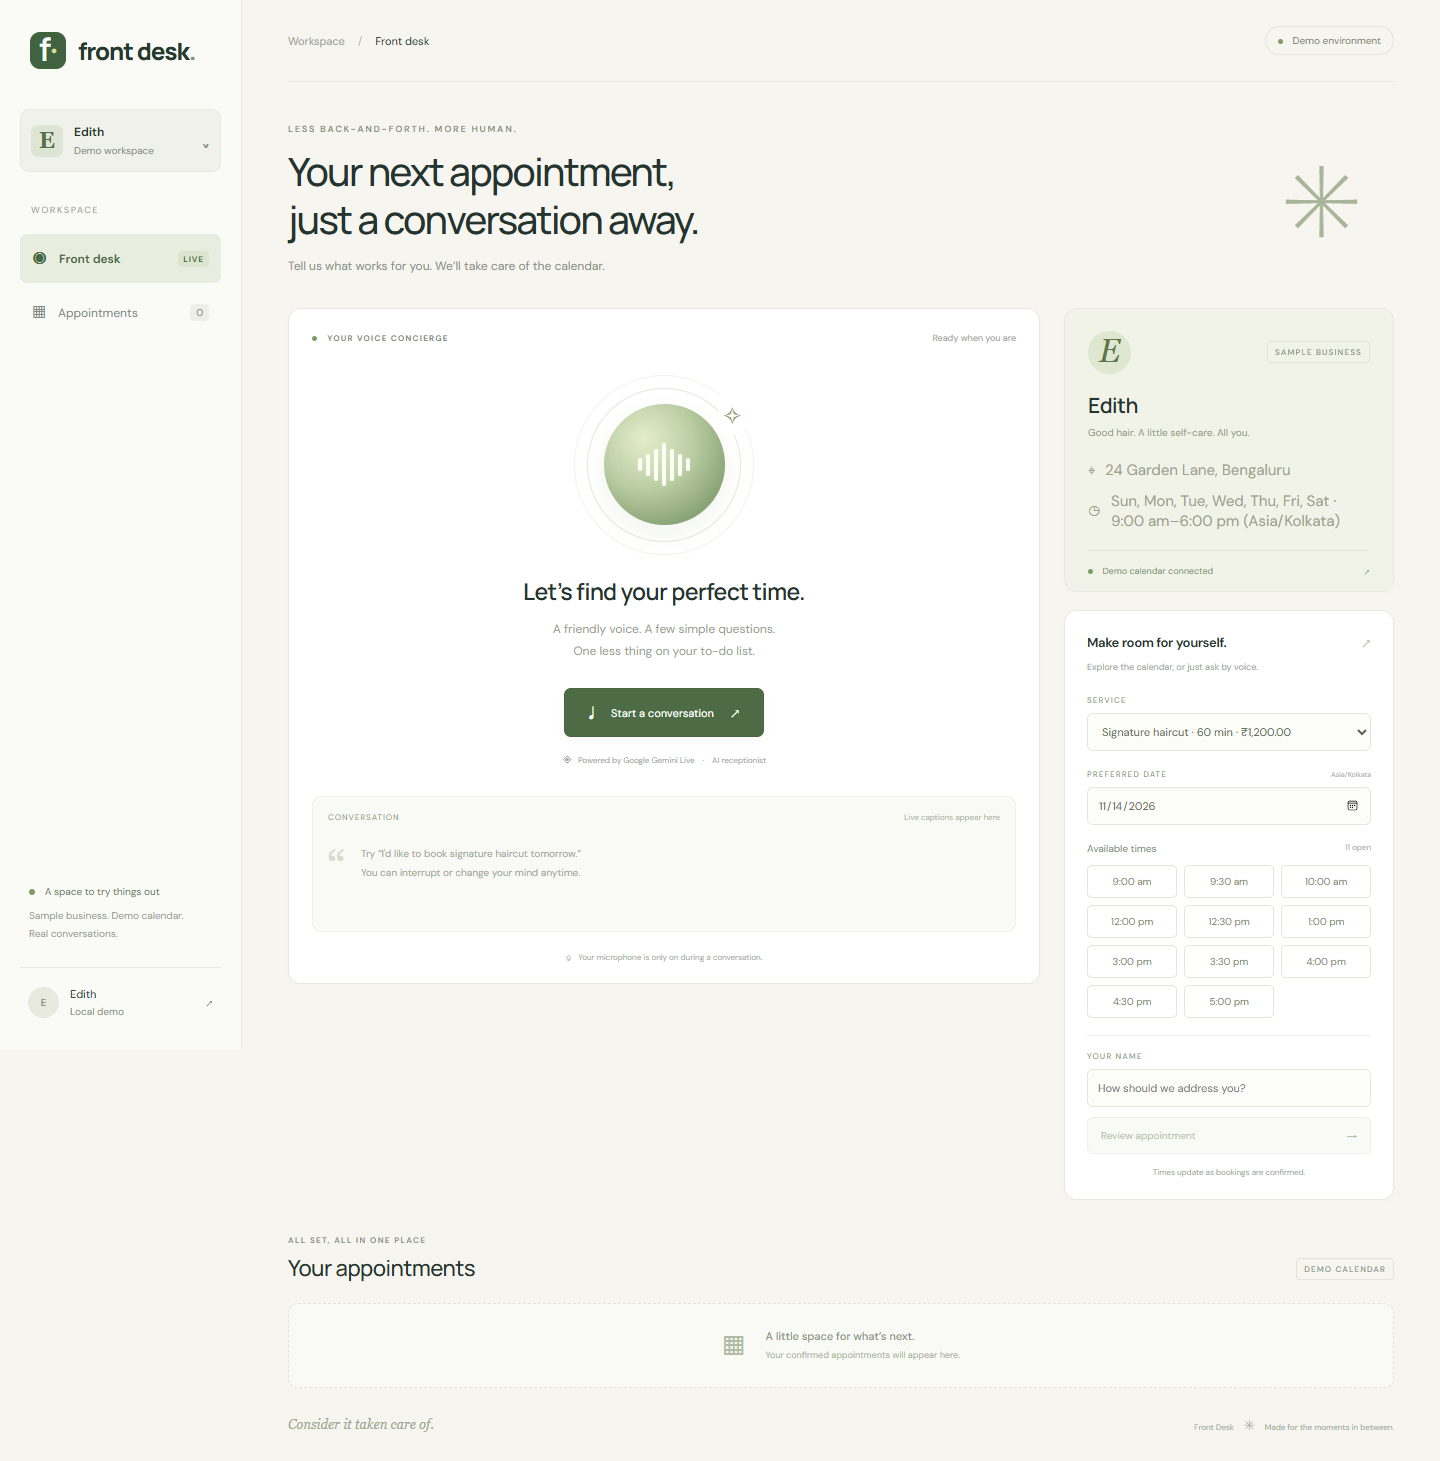 front desk.
E
Edith
Demo workspace
WORKSPACE
Front desk
LIVE
Appointments
0
A space to try things out
Sample business. Demo calendar.
Real conversations.
E
Edith
Local demo
Workspace / Front desk
Demo environment
LESS BACK-AND-FORTH. MORE HUMAN.
Your next appointment,
just a conversation away.
Tell us what works for you. We'll take care of the calendar.
YOUR VOICE CONCIERGE
Ready when you are
Let's find your perfect time.
A friendly voice. A few simple questions.
One less thing on your to-do list.
Start a conversation ↗
Powered by Google Gemini Live · AI receptionist
CONVERSATION
Live captions appear here
“
Try “I'd like to book signature haircut tomorrow.”
You can interrupt or change your mind anytime.
Your microphone is only on during a conversation.
E
SAMPLE BUSINESS
Edith
Good hair. A little self-care. All you.
24 Garden Lane, Bengaluru
Sun, Mon, Tue, Wed, Thu, Fri, Sat ·
9:00 am–6:00 pm (Asia/Kolkata)
Demo calendar connected ↗
Make room for yourself. ↗
Explore the calendar, or just ask by voice.
SERVICE
Signature haircut · 60 min · ₹1,200.00
PREFERRED DATE
Asia/Kolkata
11/14/2026
Available times
11 open
9:00 am
9:30 am
10:00 am
12:00 pm
12:30 pm
1:00 pm
3:00 pm
3:30 pm
4:00 pm
4:30 pm
5:00 pm
YOUR NAME
How should we address you?
Review appointment →
Times update as bookings are confirmed.
ALL SET, ALL IN ONE PLACE
Your appointments
DEMO CALENDAR
A little space for what's next.
Your confirmed appointments will appear here.
Consider it taken care of.
Front Desk ✳ Made for the moments in between.